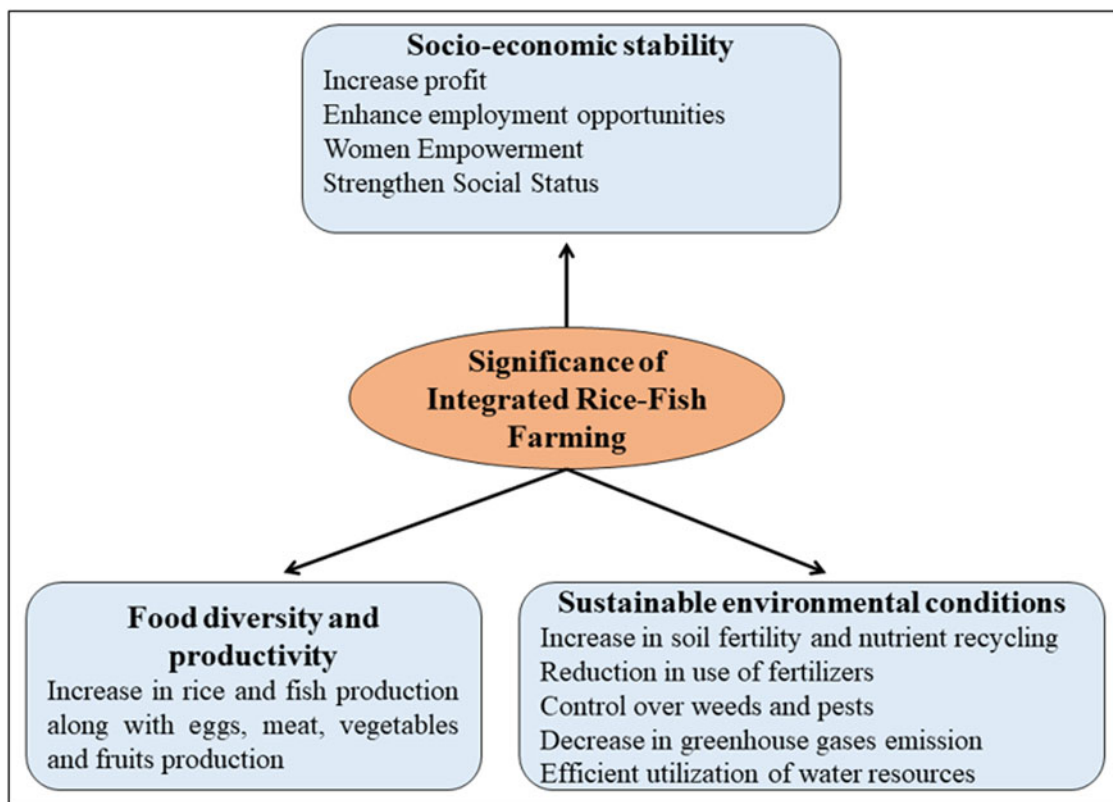 Socio-economic stability
Increase profit
Enhance employment opportunities
Women Empowerment
Strengthen Social Status
Significance of
Integrated Rice-Fish
Farming
Food diversity and
productivity
Increase in rice and fish production
along with eggs, meat, vegetables
and fruits production
Sustainable environmental conditions
Increase in soil fertility and nutrient recycling
Reduction in use of fertilizers
Control over weeds and pests
Decrease in greenhouse gases emission
Efficient utilization of water resources